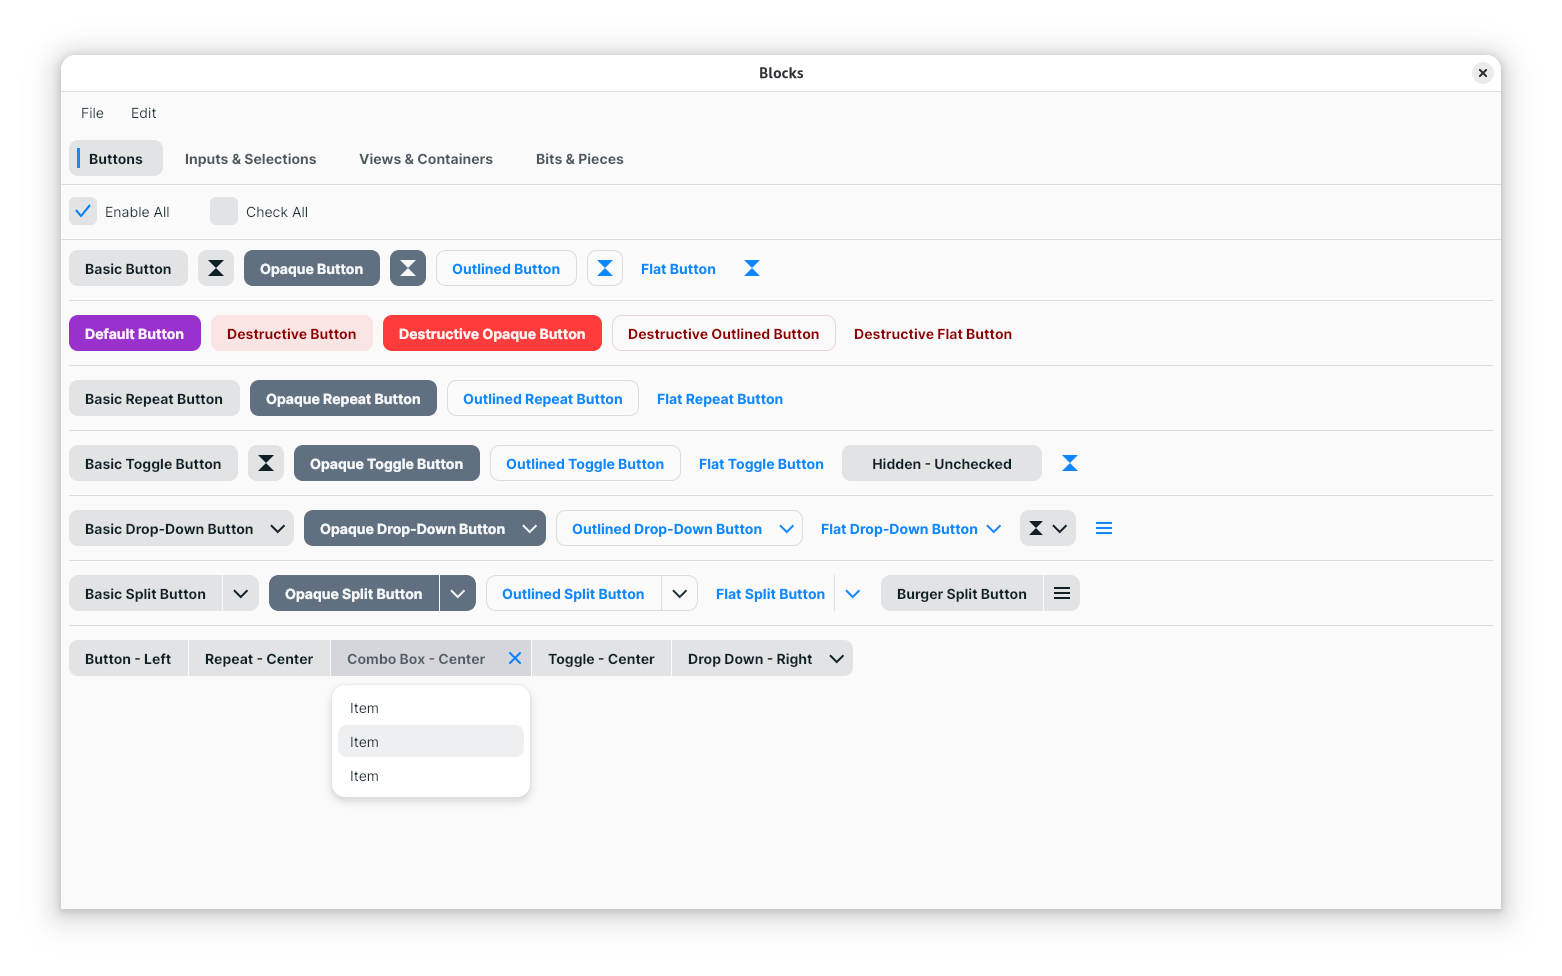 Blocks
File Edit
Buttons Inputs & Selections Views & Containers Bits & Pieces
Enable All Check All
Basic Button Opaque Button Outlined Button Flat Button
Default Button Destructive Button Destructive Opaque Button Destructive Outlined Button Destructive Flat Button
Basic Repeat Button Opaque Repeat Button Outlined Repeat Button Flat Repeat Button
Basic Toggle Button Opaque Toggle Button Outlined Toggle Button Flat Toggle Button Hidden - Unchecked
Basic Drop-Down Button Opaque Drop-Down Button Outlined Drop-Down Button Flat Drop-Down Button
Basic Split Button Opaque Split Button Outlined Split Button Flat Split Button Burger Split Button
Button - Left Repeat - Center Combo Box - Center Toggle - Center Drop Down - Right
Item
Item
Item